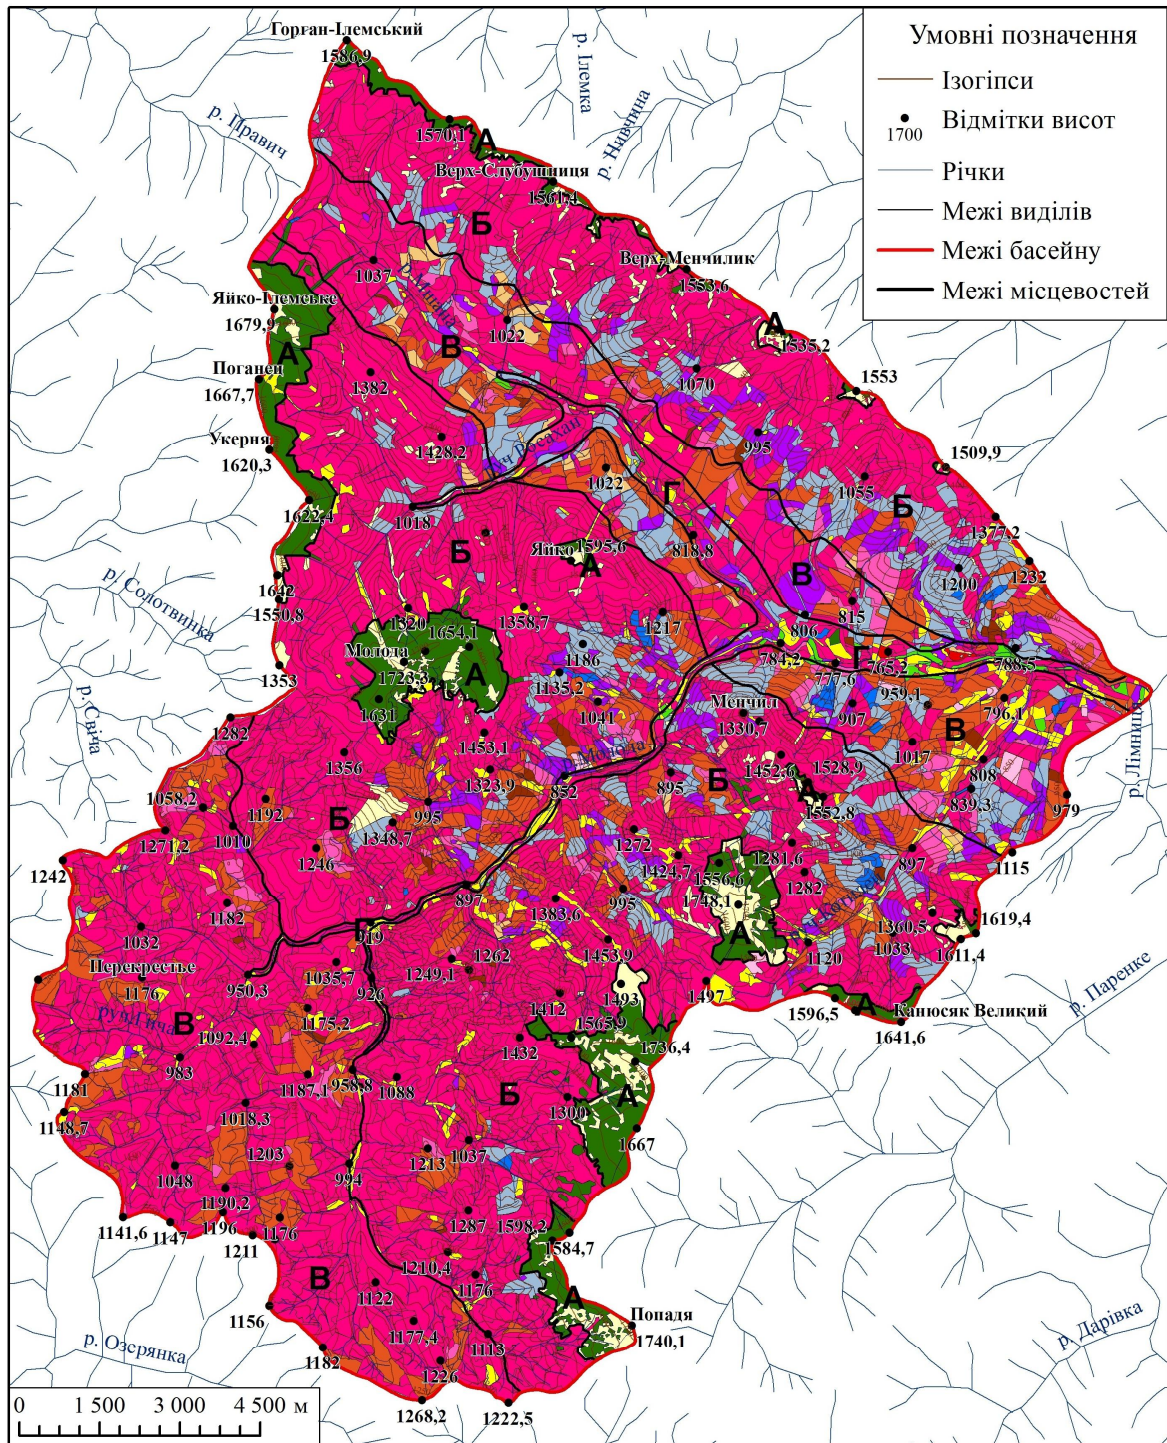 Горган-Ілемський
1586,9
р. Ілемка
р. Навчина
р. Правич
1570,1
А
Верх-Слубушниця
1561,4
Б
1037
Верх-Менчилик
1553,6
Яйко-Ілемське
1679,9
А
1022
А
1535,2
В
Поганец
1667,7
1382
1070
1553
Укерня
1620,3
1428,2
995
1509,9
1022
1055
1622,4
1018
Г
Б
1377,2
Б
Яйко
1595,6
А
818,8
1200
1232
1642
1550,8
р. Солотвинка
1320
1654,1
1358,7
1217
В
815
806
Молода
1723,3
А
1186
784,2
Г
765,2
788,5
1353
1631
1135,2
1041
777,6
959,1
р. Свіча
1282
Менчил
1330,7
907
796,1
В
1453,1
1017
1356
р. Молода
1452,6
1528,9
808
р. Лімниця
1058,2
1192
1323,9
852
895
Б
А
1552,8
839,3
979
995
Б
1348,7
1010
1271,2
1246
1272
1281,6
897
1115
1242
1424,7
1556,6
1282
897
995
1748,1
1182
1383,6
1360,5
1619,4
Г
919
1032
А
1120
1033
1611,4
1453,9
1262
1249,1
Перекрестье
1176
950,3
1035,7
926
1493
1497
р. Паренке
1412
1596,5
А
Канюсяк Великий
1641,6
В
1175,2
1565,9
1092,4
1432
1736,4
983
1181
1187,1
958,8
1088
Б
1300
А
1148,7
1018,3
1667
1037
1203
1213
1048
994
1190,2
1196
1176
1287
1598,2
1141,6
1147
1211
1584,7
1210,4
В
1176
1122
А
1156
Попадя
1740,1
р. Дарівка
1177,4
1113
р. Озерянка
1182
1226
1268,2
1222,5
Умовні позначення
Ізогіпси
1700
Відмітки висот
Річки
Межі виділів
Межі басейну
Межі місцевостей
0
1 500
3 000
4 500
м